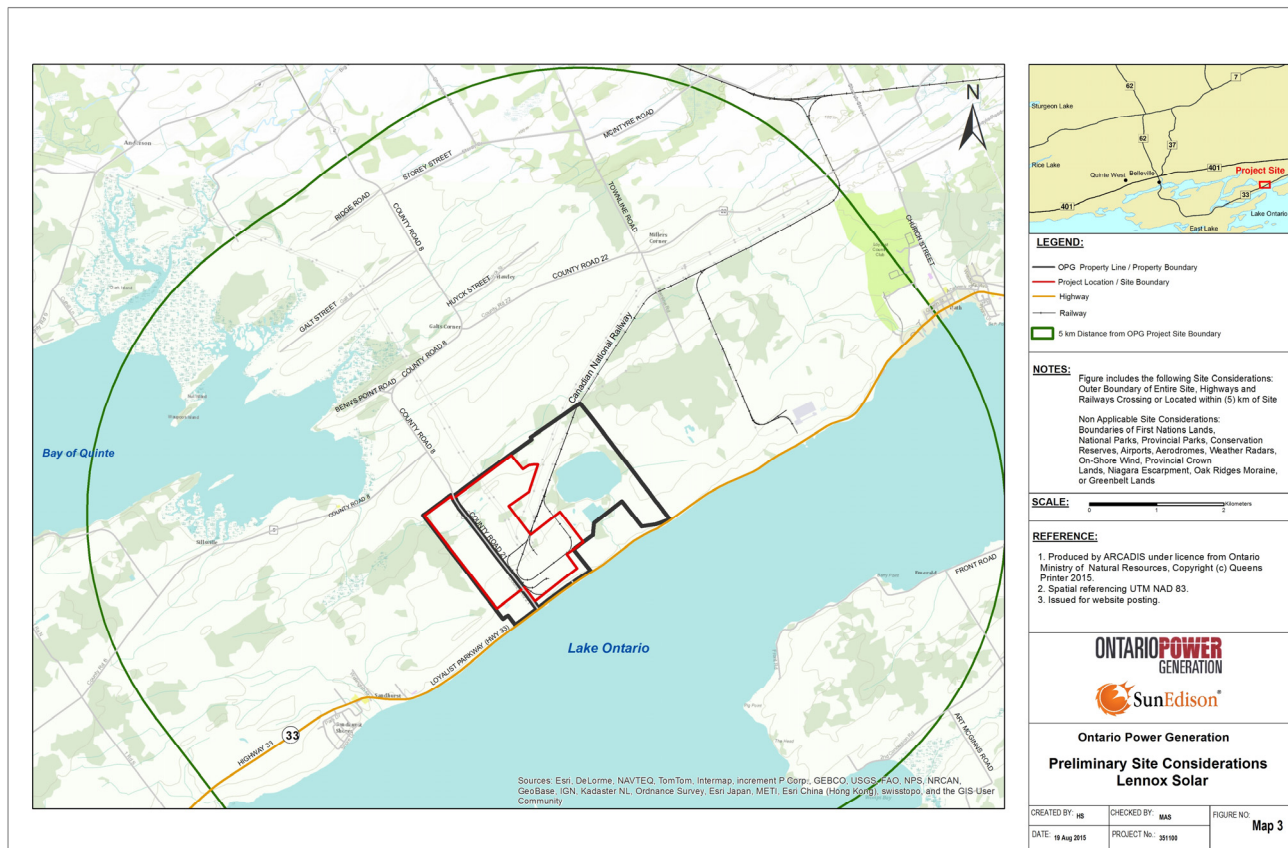 N
MCINTYRE ROAD
STOREY STREET
RIDGE ROAD
COUNTY ROAD 8
TOWNLINE ROAD
CHURCH STREET
Millers
Corner
COUNTY ROAD 22
Hawley
HUYCK STREET
County Rd 22
GALT STREET
Galts Corner
COUNTY ROAD 8
BENN'S POINT ROAD
Canadian National Railway
COUNTY ROAD 8
Bath
Bay of Quinte
COUNTY ROAD 8
Sillsville
COUNTY ROAD 21
FRONT ROAD
Lake Ontario
LOYALIST PARKWAY (HWY 33)
Sandhurst
Sandhurst
Shores
HIGHWAY 33
33
ART MCGINNIS ROAD
Sources: Esri, DeLorme, NAVTEQ, TomTom, Intermap, increment P Corp., GEBCO, USGS, FAO, NPS, NRCAN,
GeoBase, IGN, Kadaster NL, Ordnance Survey, Esri Japan, METI, Esri China (Hong Kong), swisstopo, and the GIS User
Community
7
62
Sturgeon Lake
62
37
Rice Lake
Quinte West
Belleville
401
Project Site
33
401
Lake Ontario
East Lake
LEGEND:
OPG Property Line / Property Boundary
Project Location / Site Boundary
Highway
Railway
5 km Distance from OPG Project Site Boundary
NOTES:
Figure includes the following Site Considerations:
Outer Boundary of Entire Site, Highways and
Railways Crossing or Located within (5) km of Site
Non Applicable Site Considerations:
Boundaries of First Nations Lands,
National Parks, Provincial Parks, Conservation
Reserves, Airports, Aerodromes, Weather Radars,
On-Shore Wind, Provincial Crown
Lands, Niagara Escarpment, Oak Ridges Moraine,
or Greenbelt Lands
SCALE:
Kilometers
0 1 2
REFERENCE:
1. Produced by ARCADIS under licence from Ontario
Ministry of Natural Resources, Copyright (c) Queens
Printer 2015.
2. Spatial referencing UTM NAD 83.
3. Issued for website posting.
ONTARIOPOWER
GENERATION
SunEdison®
Ontario Power Generation
Preliminary Site Considerations
Lennox Solar
CREATED BY: HS
CHECKED BY: MAS
FIGURE NO:
Map 3
DATE: 19 Aug 2015
PROJECT No.: 351100